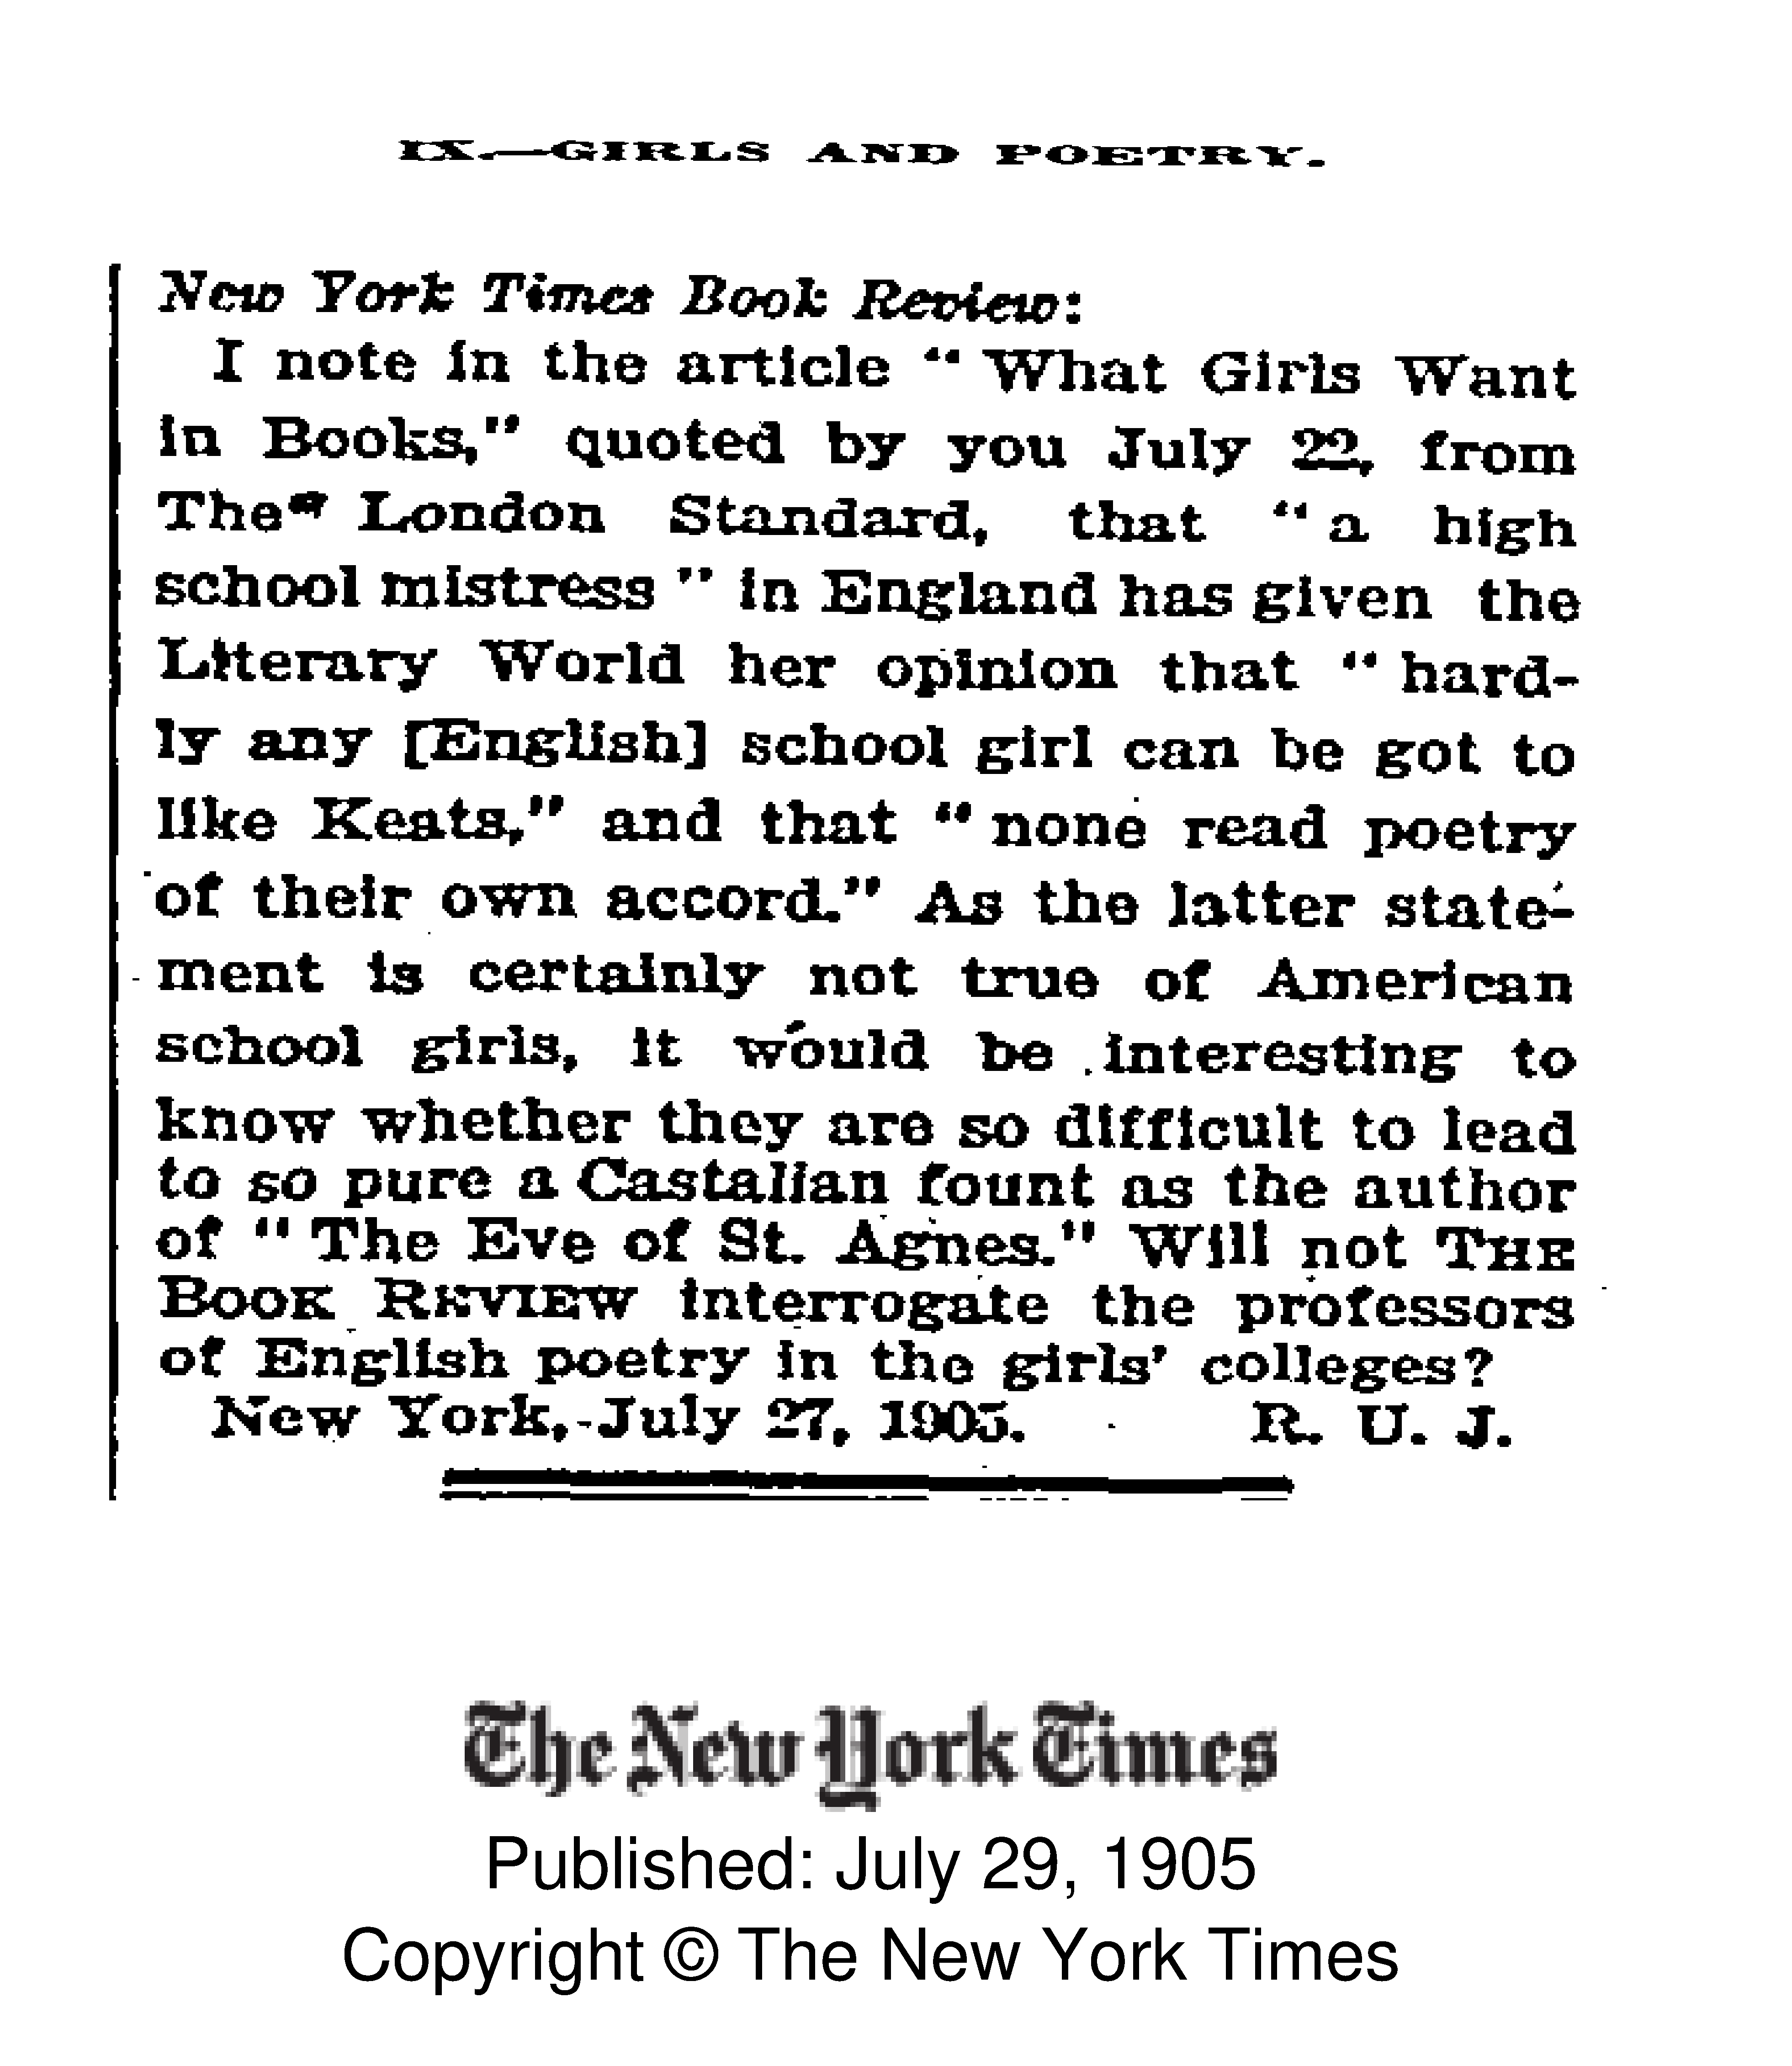 IX.—GIRLS AND POETRY.
New York Times Book Review:
I note in the article " What Girls Want
in Books," quoted by you July 22, from
The London Standard, that " a high
school mistress " in England has given the
Literary World her opinion that " hard-
ly any [English] school girl can be got to
like Keats," and that " none read poetry
of their own accord." As the latter state-
ment is certainly not true of American
school girls, it would be interesting to
know whether they are so difficult to lead
to so pure a Castalian fount as the author
of " The Eve of St. Agnes." Will not THE
BOOK REVIEW interrogate the professors
of English poetry in the girls' colleges?
New York, July 27, 1905. R. U. J.
The New York Times
Published: July 29, 1905
Copyright © The New York Times